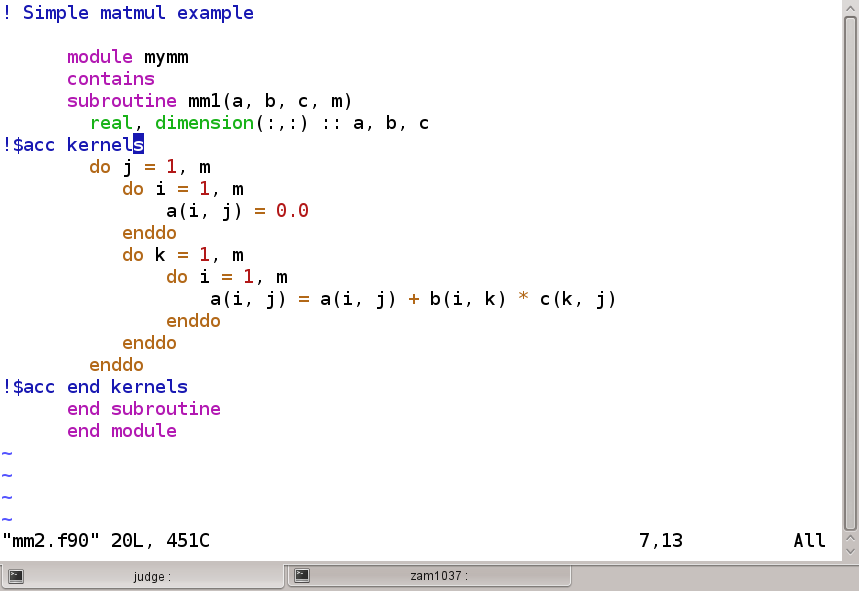 ! Simple matmul example
module mymm
contains
subroutine mm1(a, b, c, m)
real, dimension(:,:) :: a, b, c
!$acc kernels
do j = 1, m
do i = 1, m
a(i, j) = 0.0
enddo
do k = 1, m
do i = 1, m
a(i, j) = a(i, j) + b(i, k) * c(k, j)
enddo
enddo
enddo
!$acc end kernels
end subroutine
end module
~
~
~
~
"mm2.f90" 20L, 451C 7,13 All
judge : zam1037 :